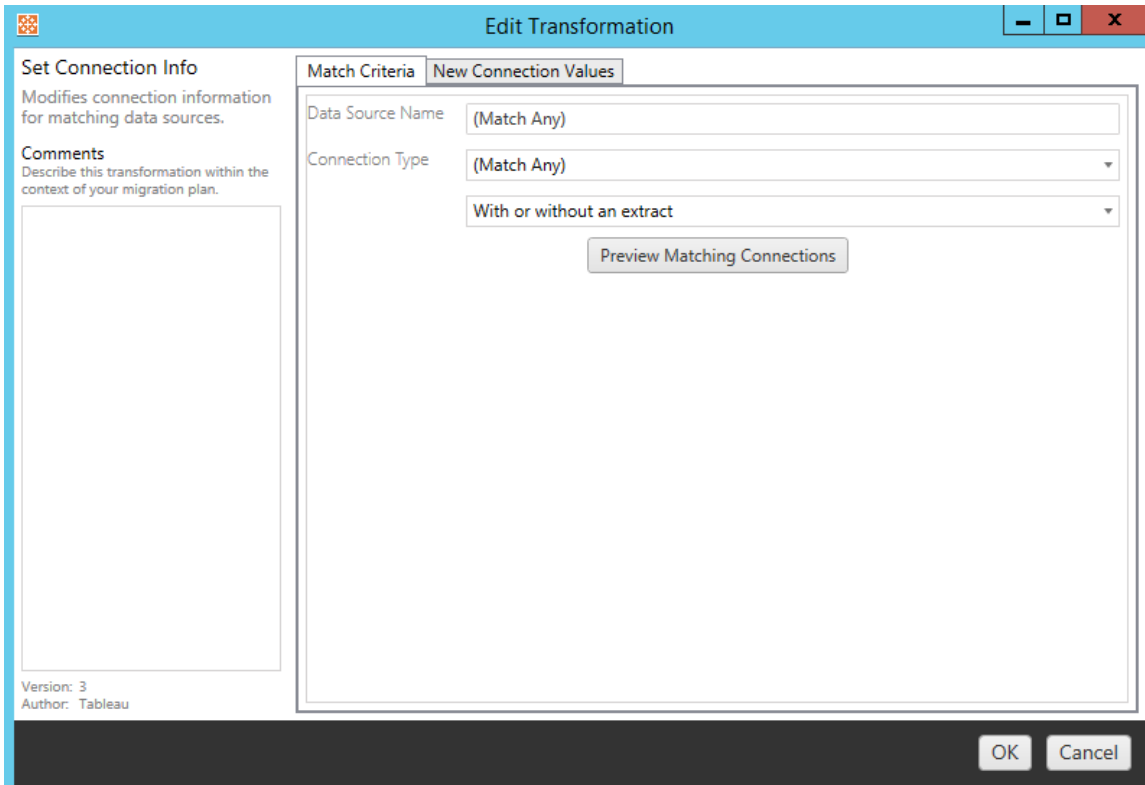 Edit Transformation
Set Connection Info
Modifies connection information
for matching data sources.
Comments
Describe this transformation within the
context of your migration plan.
Version: 3
Author: Tableau
Match Criteria
New Connection Values
Data Source Name
(Match Any)
Connection Type
(Match Any)
With or without an extract
Preview Matching Connections
OK
Cancel